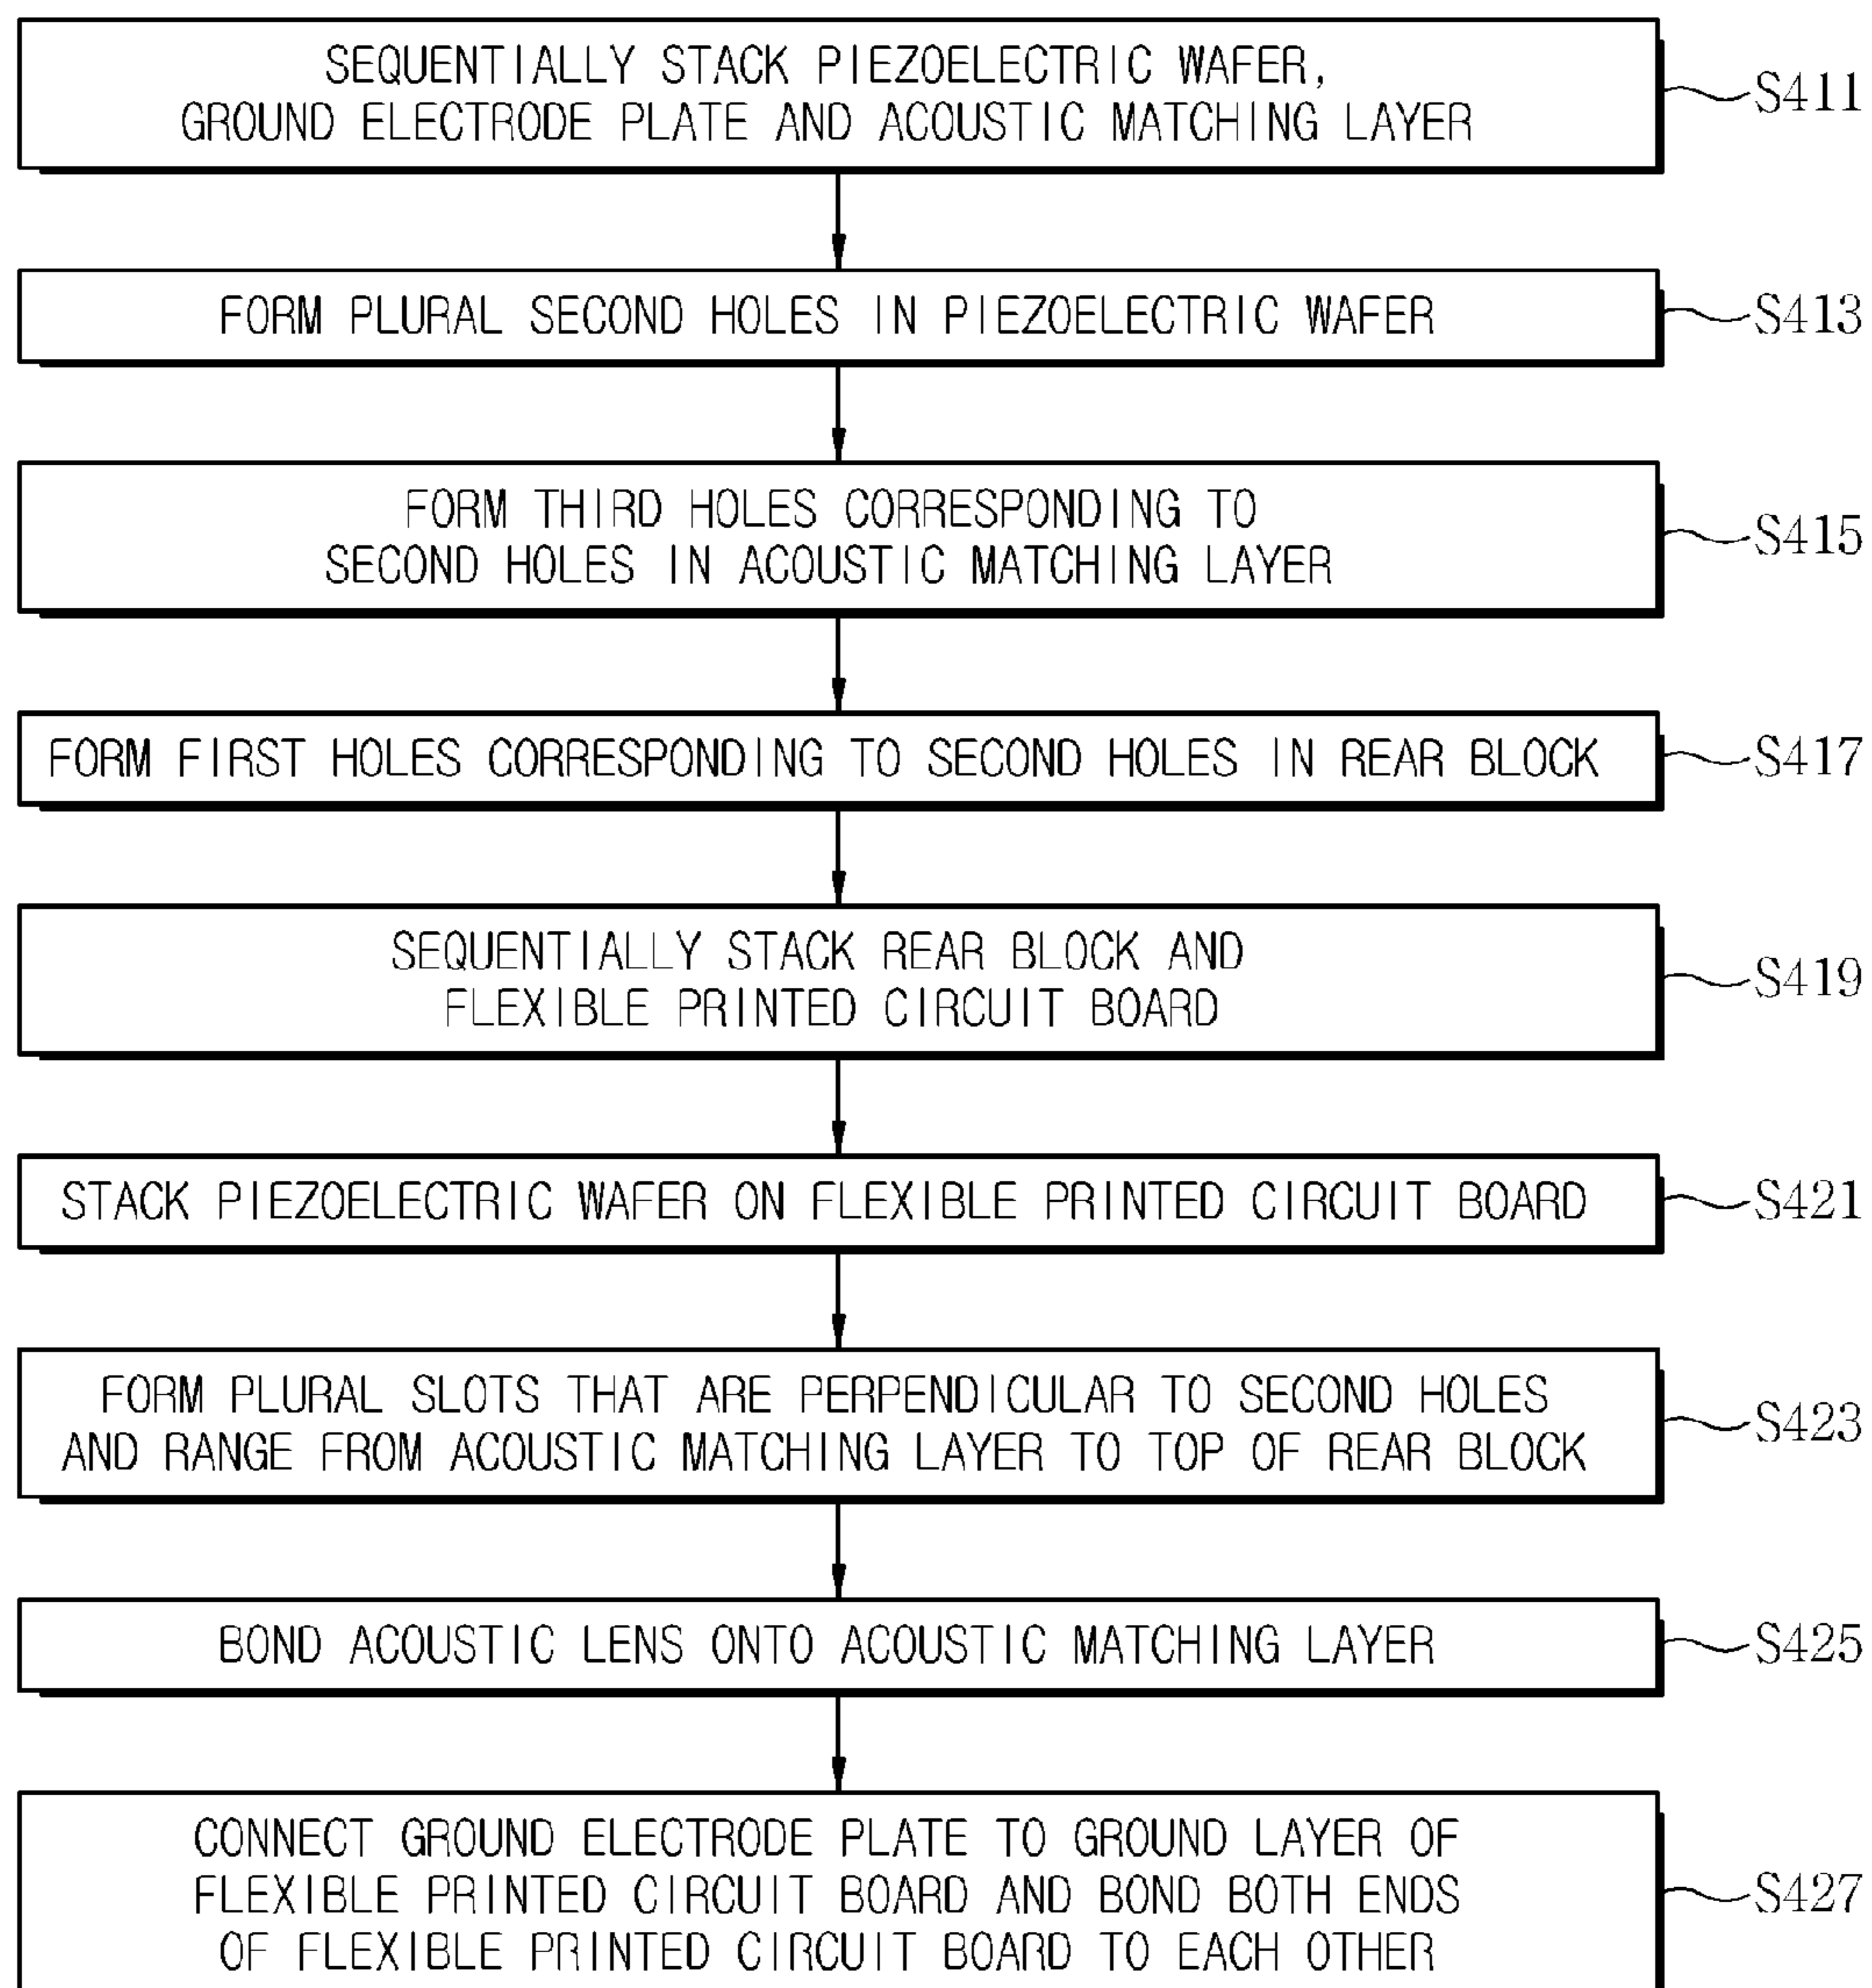 SEQUENTIALLY STACK PIEZOELECTRIC WAFER,
GROUND ELECTRODE PLATE AND ACOUSTIC MATCHING LAYER
S411
FORM PLURAL SECOND HOLES IN PIEZOELECTRIC WAFER
S413
FORM THIRD HOLES CORRESPONDING TO
SECOND HOLES IN ACOUSTIC MATCHING LAYER
S415
FORM FIRST HOLES CORRESPONDING TO SECOND HOLES IN REAR BLOCK
S417
SEQUENTIALLY STACK REAR BLOCK AND
FLEXIBLE PRINTED CIRCUIT BOARD
S419
STACK PIEZOELECTRIC WAFER ON FLEXIBLE PRINTED CIRCUIT BOARD
S421
FORM PLURAL SLOTS THAT ARE PERPENDICULAR TO SECOND HOLES
AND RANGE FROM ACOUSTIC MATCHING LAYER TO TOP OF REAR BLOCK
S423
BOND ACOUSTIC LENS ONTO ACOUSTIC MATCHING LAYER
S425
CONNECT GROUND ELECTRODE PLATE TO GROUND LAYER OF
FLEXIBLE PRINTED CIRCUIT BOARD AND BOND BOTH ENDS
OF FLEXIBLE PRINTED CIRCUIT BOARD TO EACH OTHER
S427